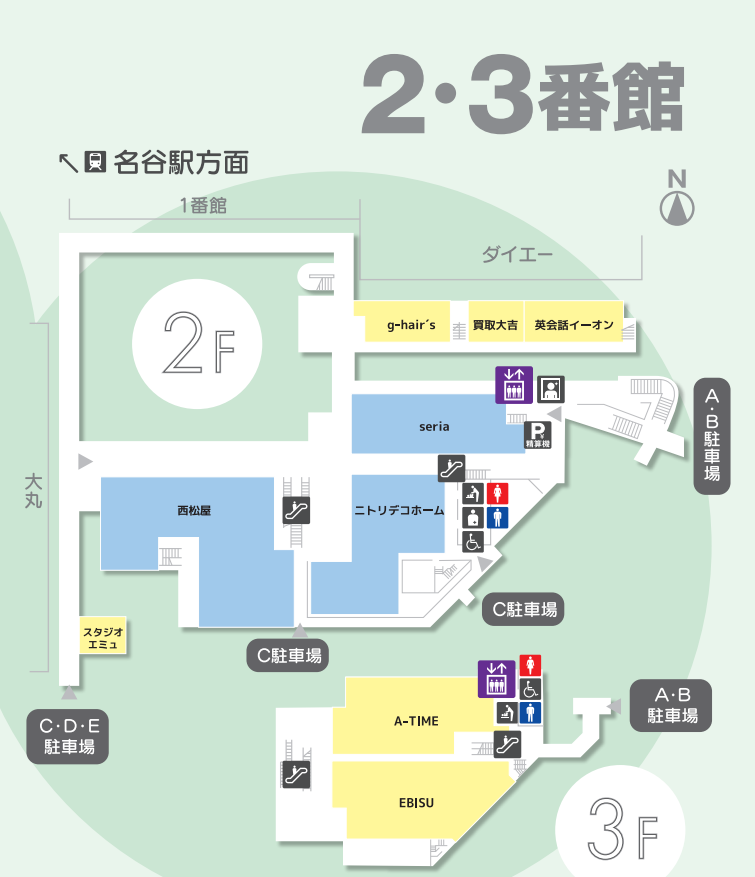 2・3番館
↖ 名谷駅方面
N
1番館
ダイエー
2F
g-hair´s
買取大吉
英会話イーオン
seria
P¥
精算機
A・B
駐車場
大丸
西松屋
ニトリデコホーム
C駐車場
スタジオ
エミュ
C駐車場
C・D・E
駐車場
A・B
駐車場
A-TIME
EBISU
3F